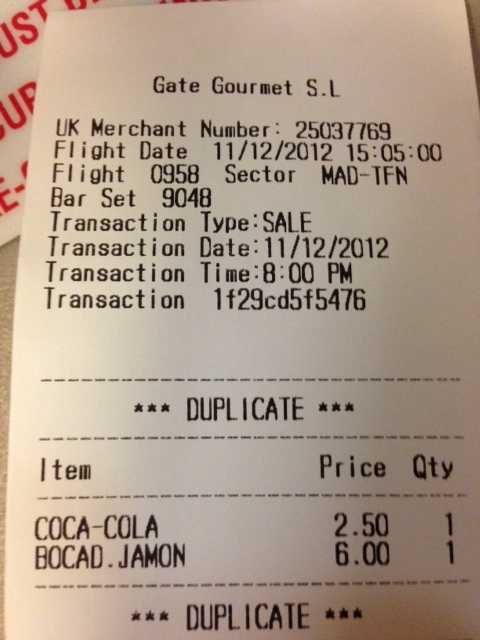 UST
CUR
E-
Gate Gourmet S.L
UK Merchant Number: 25037769
Flight Date 11/12/2012 15:05:00
Flight 0958 Sector MAD-TFN
Bar Set 9048
Transaction Type:SALE
Transaction Date:11/12/2012
Transaction Time:8:00 PM
Transaction 1f29cd5f5476
*** DUPLICATE ***
Item Price Qty
COCA-COLA 2.50 1
BOCAD.JAMON 6.00 1
*** DUPLICATE ***